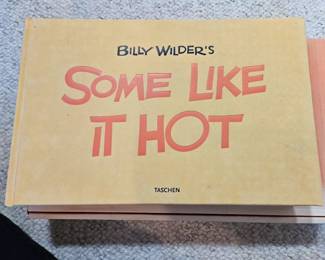 BILLY WILDER'S
SOME LIKE
IT HOT
TASCHEN